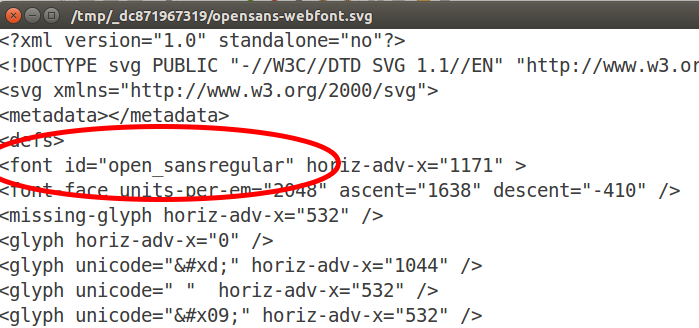 /tmp/_dc871967319/opensans-webfont.svg
<?xml version="1.0" standalone="no"?>
<!DOCTYPE svg PUBLIC "-//W3C//DTD SVG 1.1//EN" "http://www.w3.or
<svg xmlns="http://www.w3.org/2000/svg">
<metadata></metadata>
<defs>
<font id="open_sansregular" horiz-adv-x="1171" >
<font-face units-per-em="2048" ascent="1638" descent="-410" />
<missing-glyph horiz-adv-x="532" />
<glyph horiz-adv-x="0" />
<glyph unicode="&#xd;" horiz-adv-x="1044" />
<glyph unicode=" "  horiz-adv-x="532" />
<glyph unicode="&#x09;" horiz-adv-x="532" />